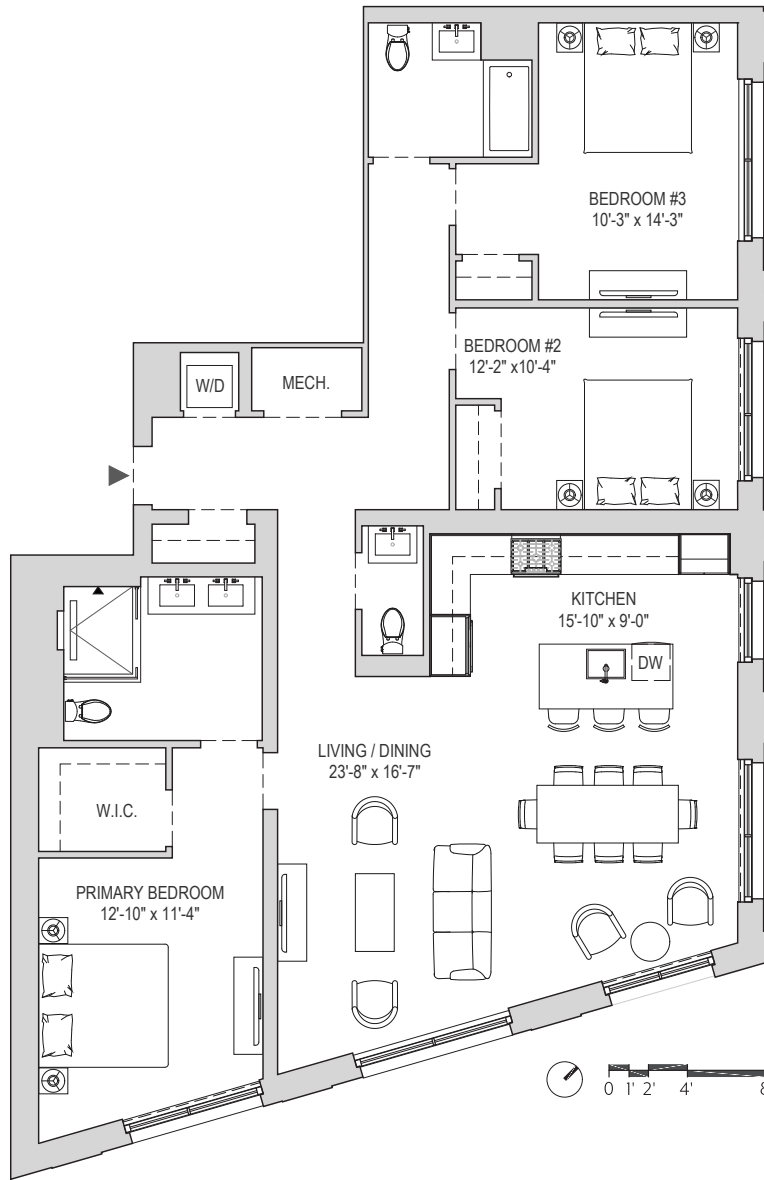 BEDROOM #3
10'-3" x 14'-3"
BEDROOM #2
12'-2" x10'-4"
W/D
MECH.
KITCHEN
15'-10" x 9'-0"
DW
LIVING / DINING
23'-8" x 16'-7"
W.I.C.
PRIMARY BEDROOM
12'-10" x 11'-4"
0 1' 2' 4' 8